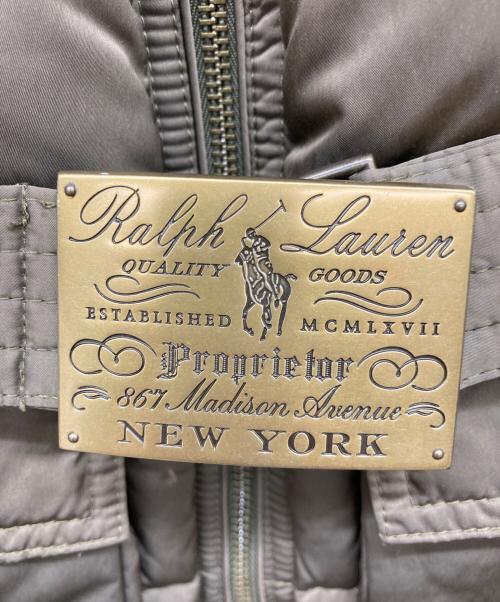 Ralph Lauren
QUALITY GOODS
ESTABLISHED MCMLXVII
Proprietor
867 Madison Avenue
NEW YORK